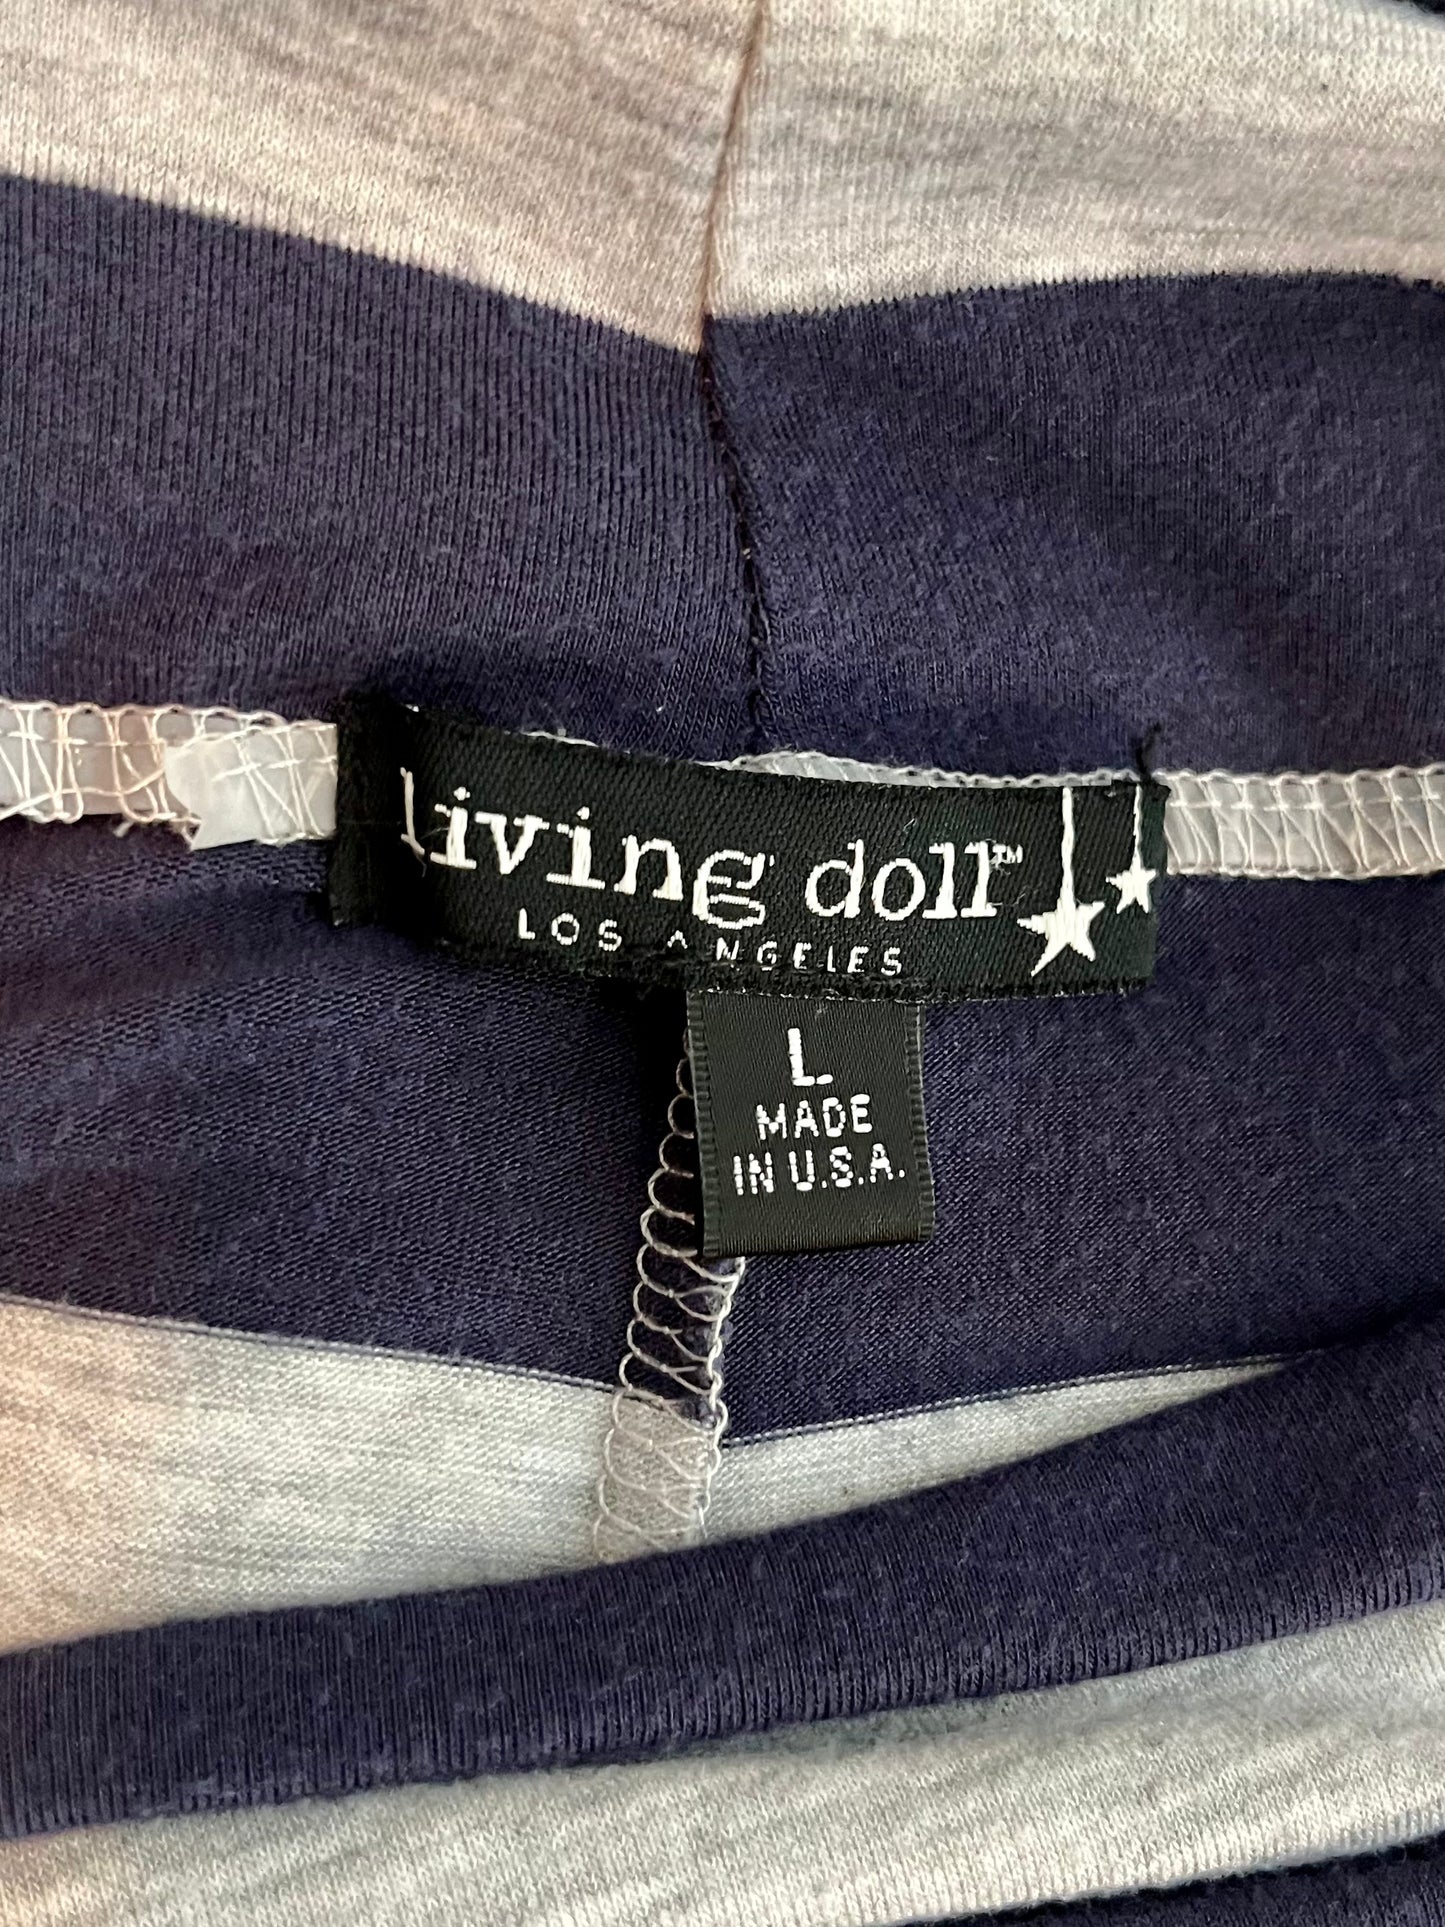 living doll™
LOS ANGELES
L
MADE
IN U.S.A.